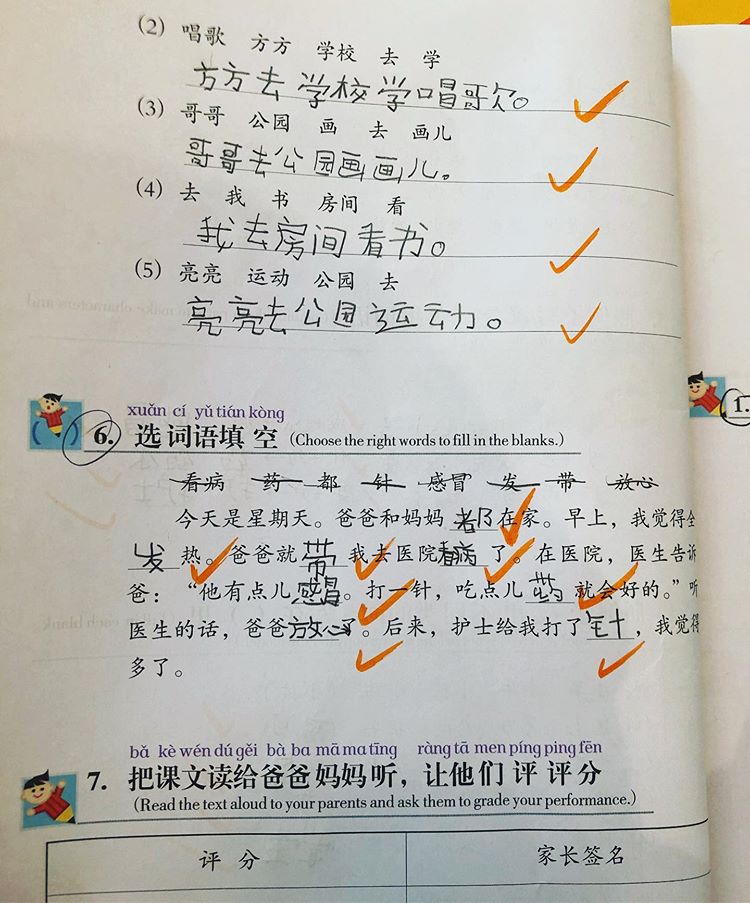 (2) 唱歌 方方 学校 去 学
方方去学校学唱歌。
(3) 哥哥 公园 画 去 画儿
哥哥去公园画画儿。
(4) 去 我 书 房间 看
我去房间看书。
(5) 亮亮 运动 公园 去
亮亮去公园运动。
xuǎn cí yǔ tián kòng
6. 选词语填空 (Choose the right words to fill in the blanks.)
1.
看病 药 都 针 感冒 发 带 放心
今天是星期天。爸爸和妈妈都在家。早上，我觉得全
发热。爸爸就带我去医院看病了。在医院，医生告诉
爸：“他有点儿感冒。打一针，吃点儿药就会好的。”听
医生的话，爸爸放心了。后来，护士给我打了针，我觉得
多了。
bǎ kè wén dú gěi bà ba mā ma tīng ràng tā men píng ping fēn
7. 把课文读给爸爸妈妈听，让他们评评分
(Read the text aloud to your parents and ask them to grade your performance.)
评分 家长签名